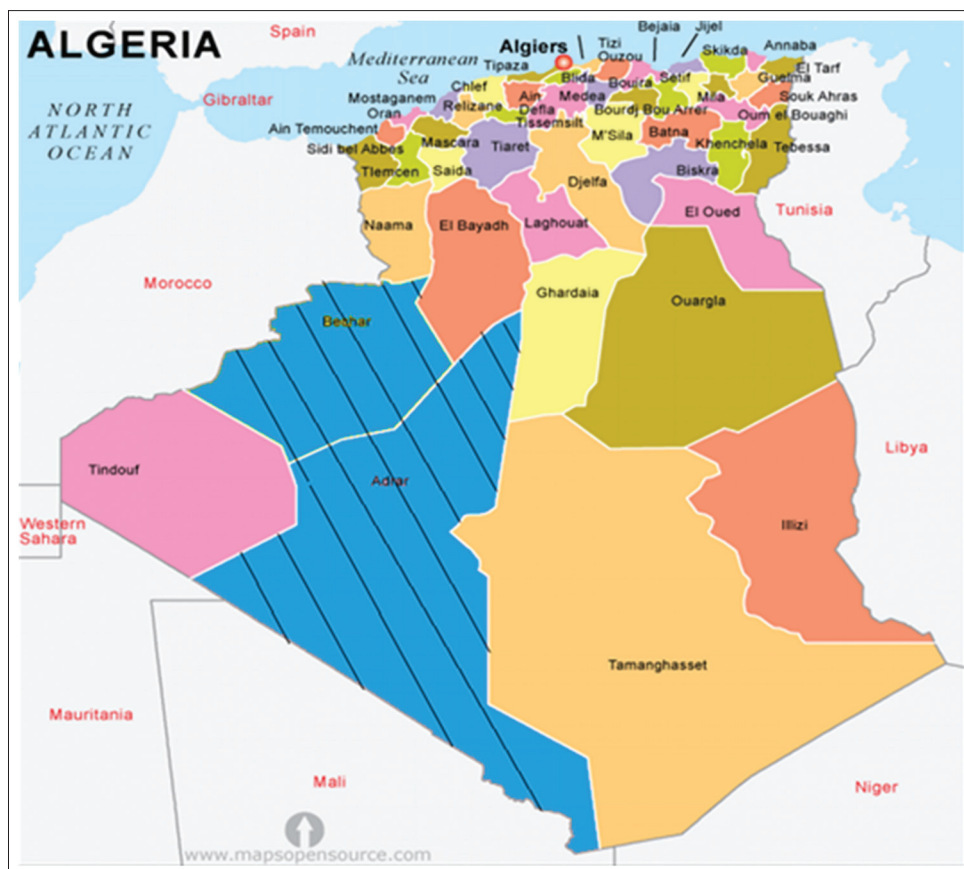 ALGERIA
Spain
Mediterranean
Sea
Algiers
Tizi
Ouzou
Bejaia
Jijel
Skikda
Annaba
El Tarf
Tipaza
Blida
Bouira
Setif
Guelma
NORTH
ATLANTIC
OCEAN
Gibraltar
Chlef
Mostaganem
Relizane
Oran
Ain
Defla
Medea
Bourdj Bou Arrer
Mila
Souk Ahras
Ain Temouchent
Tissemsilt
Oum el Bouaghi
Sidi bel Abbes
Mascara
Tiaret
M'Sila
Batna
Khenchela
Tebessa
Tlemcen
Saida
Djelfa
Biskra
Naama
El Bayadh
Laghouat
El Oued
Tunisia
Morocco
Ghardaia
Ouargla
Bechar
Libya
Tindouf
Adrar
Western
Sahara
Illizi
Tamanghasset
Mauritania
Mali
Niger
www.mapsopensource.com